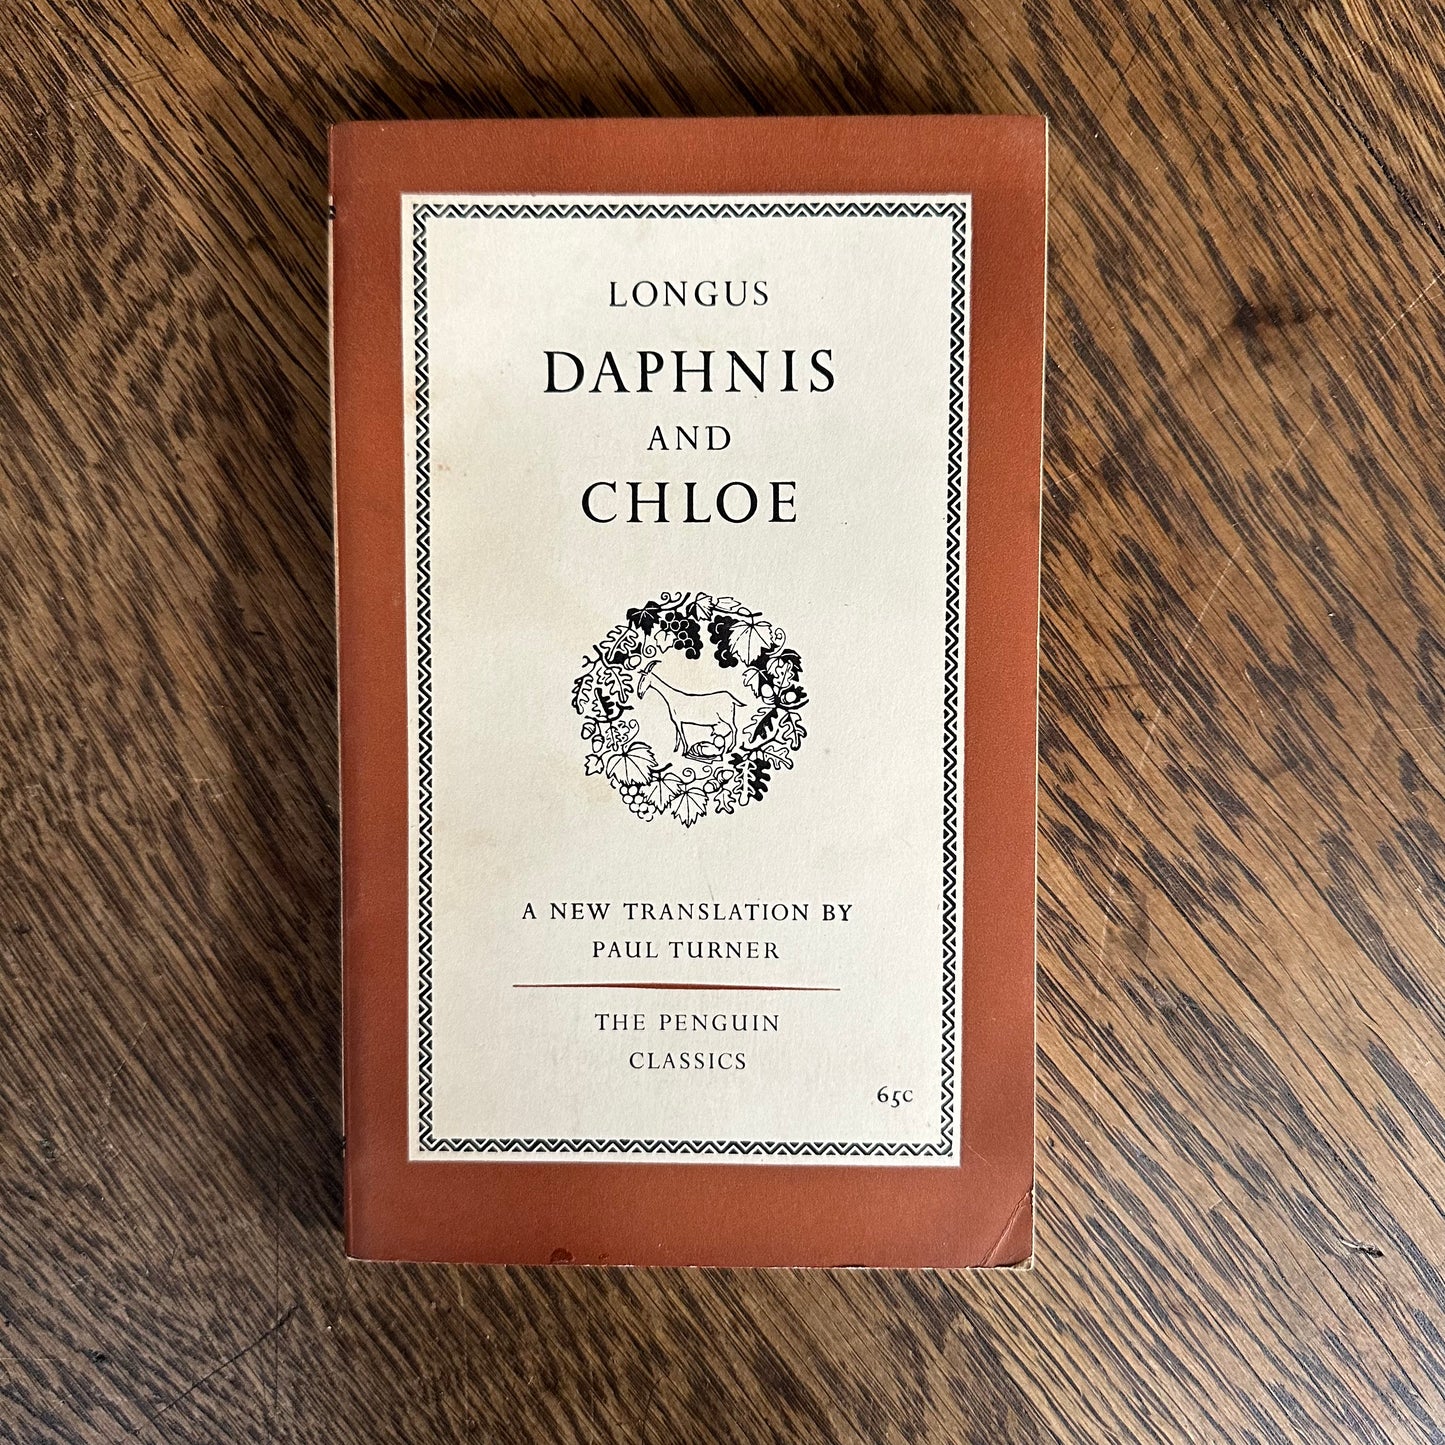 LONGUS
DAPHNIS
AND
CHLOE
A NEW TRANSLATION BY
PAUL TURNER
THE PENGUIN
CLASSICS
65c